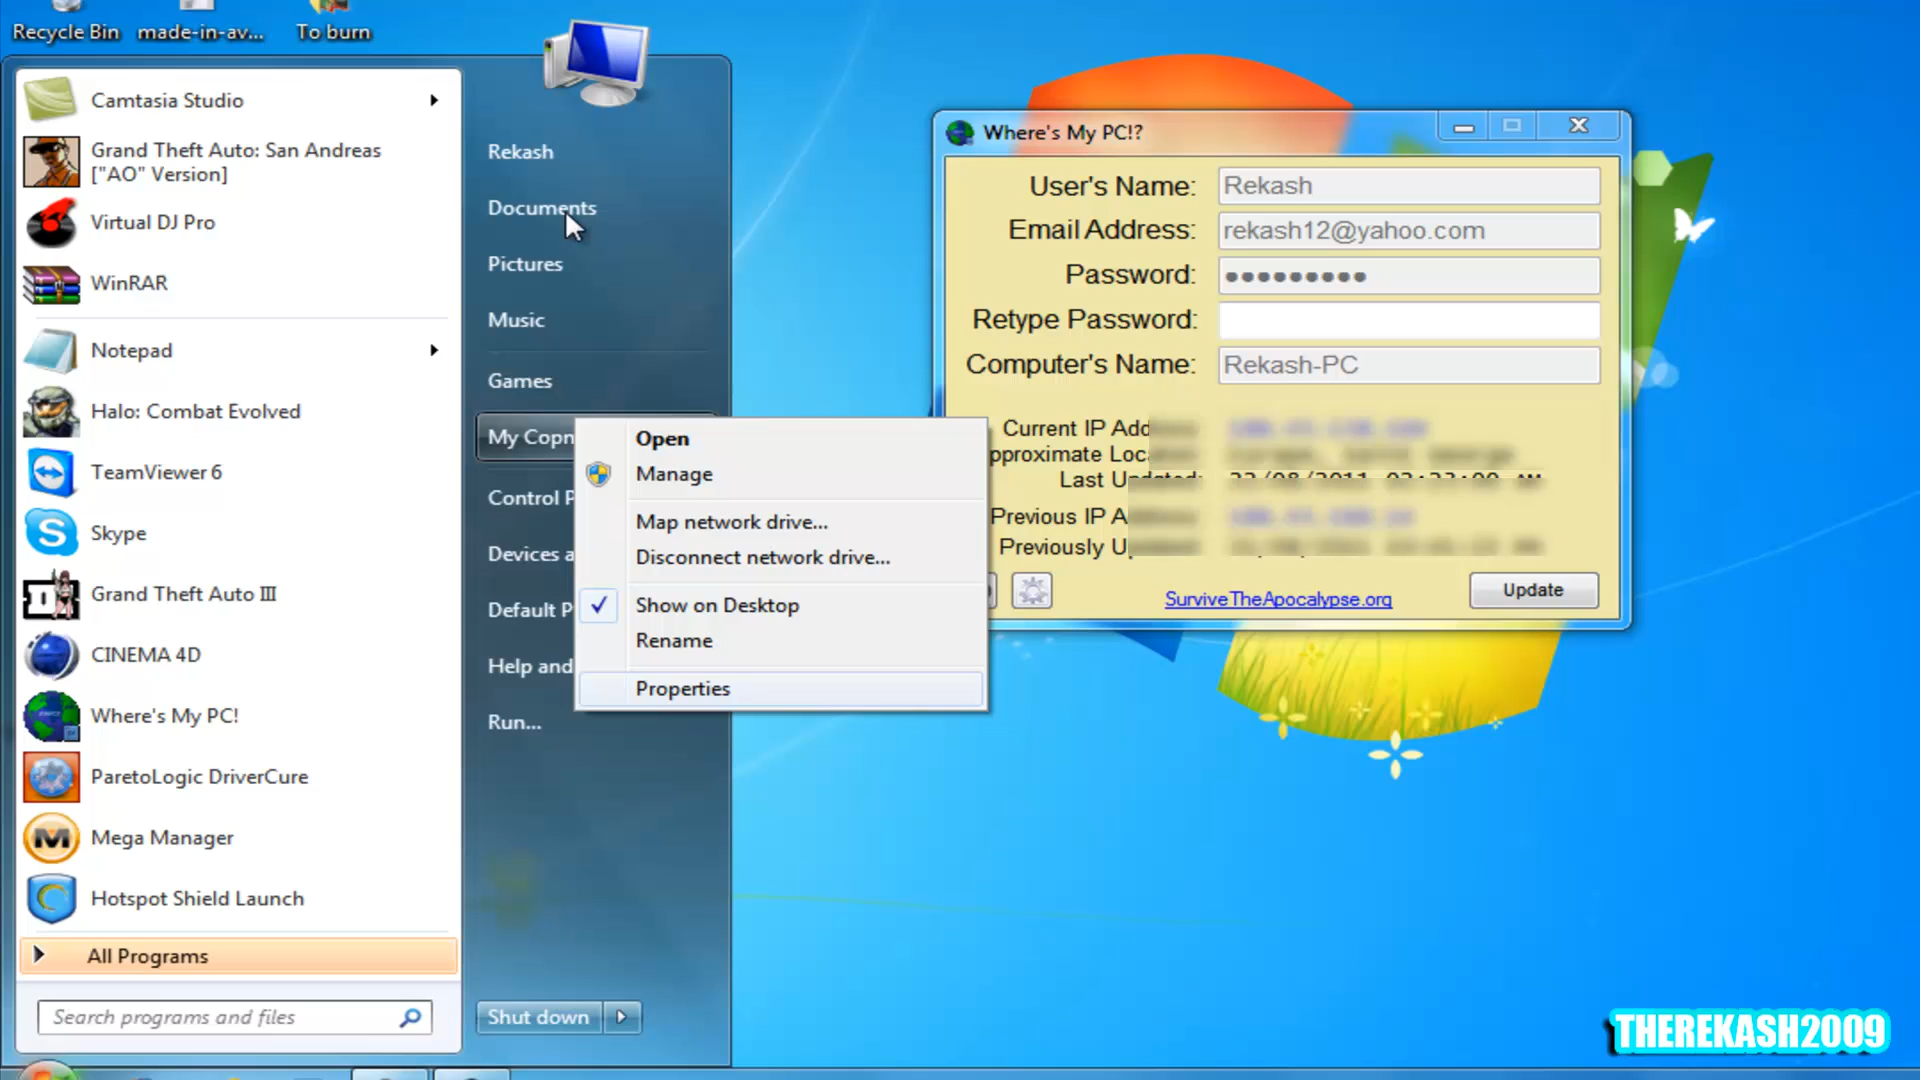 Recycle Bin
made-in-av...
To burn
Camtasia Studio
Grand Theft Auto: San Andreas
["AO" Version]
Virtual DJ Pro
WinRAR
Notepad
Halo: Combat Evolved
TeamViewer 6
Skype
Grand Theft Auto III
CINEMA 4D
Where's My PC!
ParetoLogic DriverCure
Mega Manager
Hotspot Shield Launch
All Programs
Search programs and files
Rekash
Documents
Pictures
Music
Games
My Copn
Control P
Devices a
Default P
Help and
Run...
Shut down
Open
Manage
Map network drive...
Disconnect network drive...
Show on Desktop
Rename
Properties
Where's My PC!?
User's Name: Rekash
Email Address: rekash12@yahoo.com
Password: •••••••••
Retype Password:
Computer's Name: Rekash-PC
Current IP Add
pproximate Loca
Last Updated:
Previous IP A
Previously U
SurviveTheApocalypse.org
Update
THEREKASH2009